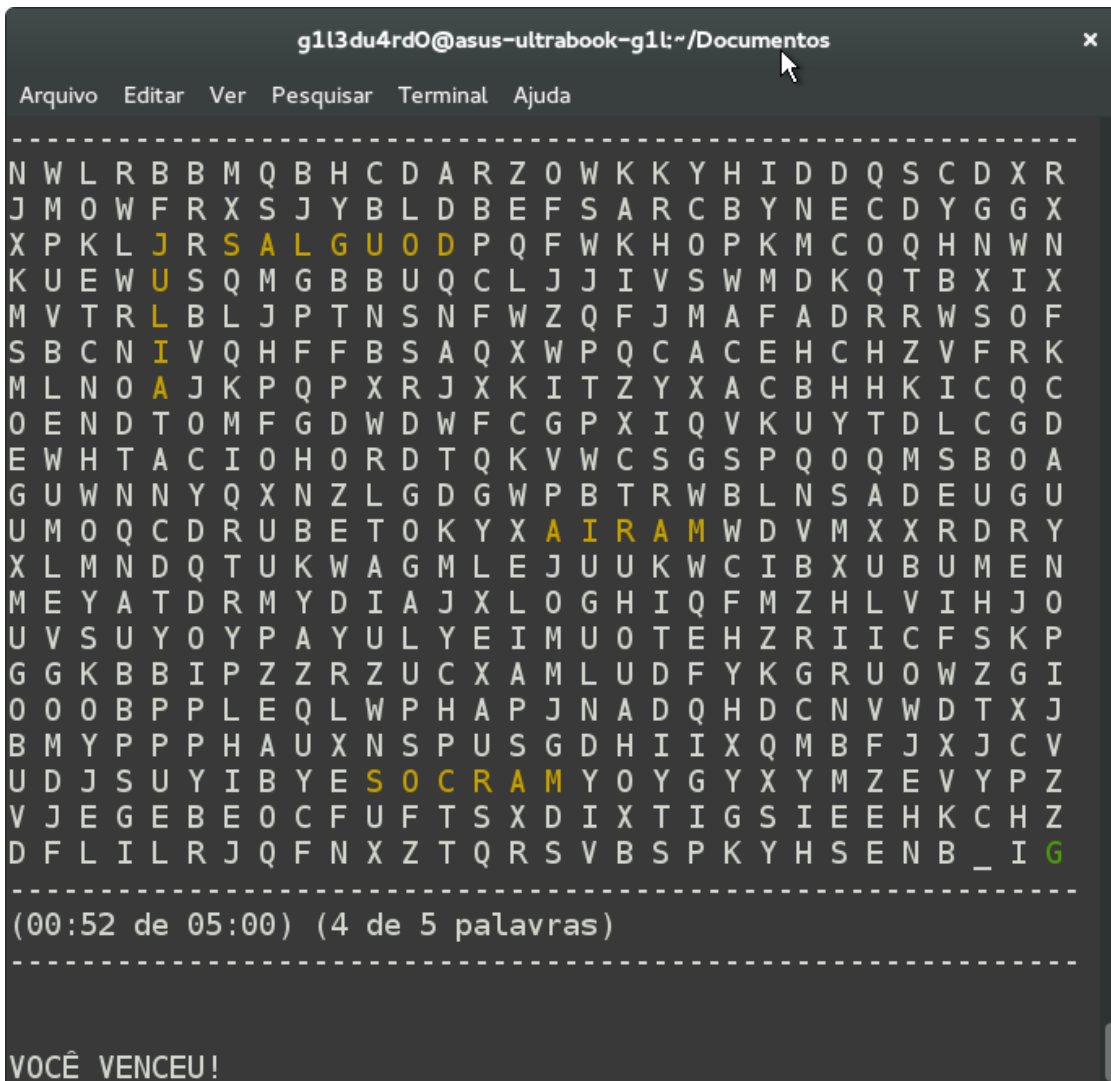 g1l3du4rdO@asus-ultrabook-g1l:~/Documentos ×
Arquivo Editar Ver Pesquisar Terminal Ajuda
------------------------------------------------------------
N W L R B B M Q B H C D A R Z O W K K Y H I D D Q S C D X R
J M O W F R X S J Y B L D B E F S A R C B Y N E C D Y G G X
X P K L J R S A L G U O D P Q F W K H O P K M C O Q H N W N
K U E W U S Q M G B B U Q C L J J I V S W M D K Q T B X I X
M V T R L B L J P T N S N F W Z Q F J M A F A D R R W S O F
S B C N I V Q H F F B S A Q X W P Q C A C E H C H Z V F R K
M L N O A J K P Q P X R J X K I T Z Y X A C B H H K I C Q C
O E N D T O M F G D W D W F C G P X I Q V K U Y T D L C G D
E W H T A C I O H O R D T Q K V W C S G S P Q O Q M S B O A
G U W N N Y Q X N Z L G D G W P B T R W B L N S A D E U G U
U M O Q C D R U B E T O K Y X A I R A M W D V M X X R D R Y
X L M N D Q T U K W A G M L E J U U K W C I B X U B U M E N
M E Y A T D R M Y D I A J X L O G H I Q F M Z H L V I H J O
U V S U Y O Y P A Y U L Y E I M U O T E H Z R I I C F S K P
G G K B B I P Z Z R Z U C X A M L U D F Y K G R U O W Z G I
O O O B P P L E Q L W P H A P J N A D Q H D C N V W D T X J
B M Y P P P H A U X N S P U S G D H I I X Q M B F J X J C V
U D J S U Y I B Y E S O C R A M Y O Y G Y X Y M Z E V Y P Z
V J E G E B E O C F U F T S X D I X T I G S I E E H K C H Z
D F L I L R J Q F N X Z T Q R S V B S P K Y H S E N B _ I G
------------------------------------------------------------
(00:52 de 05:00) (4 de 5 palavras)
------------------------------------------------------------
VOCÊ VENCEU!